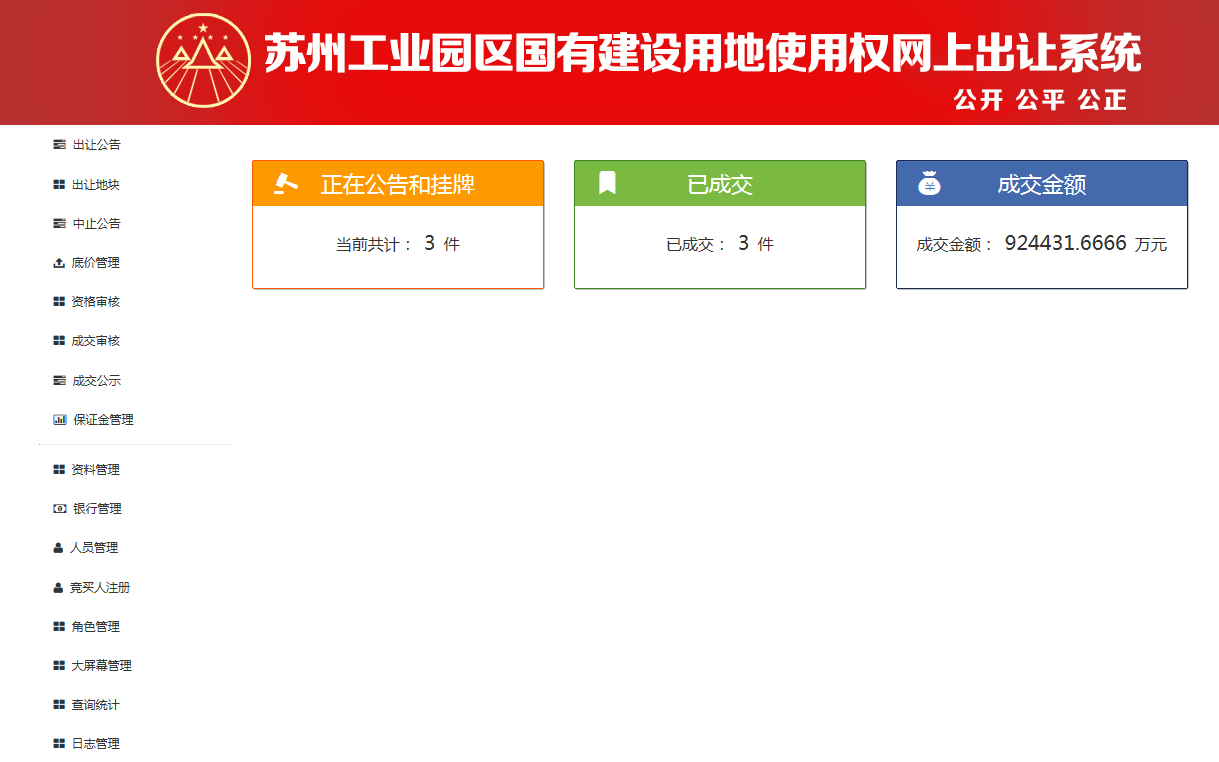 苏州工业园区国有建设用地使用权网上出让系统
公开 公平 公正
出让公告
出让地块
中止公告
底价管理
资格审核
成交审核
成交公示
保证金管理
资料管理
银行管理
人员管理
竞买人注册
角色管理
大屏幕管理
查询统计
日志管理
正在公告和挂牌
当前共计： 3 件
已成交
已成交： 3 件
成交金额
成交金额： 924431.6666 万元